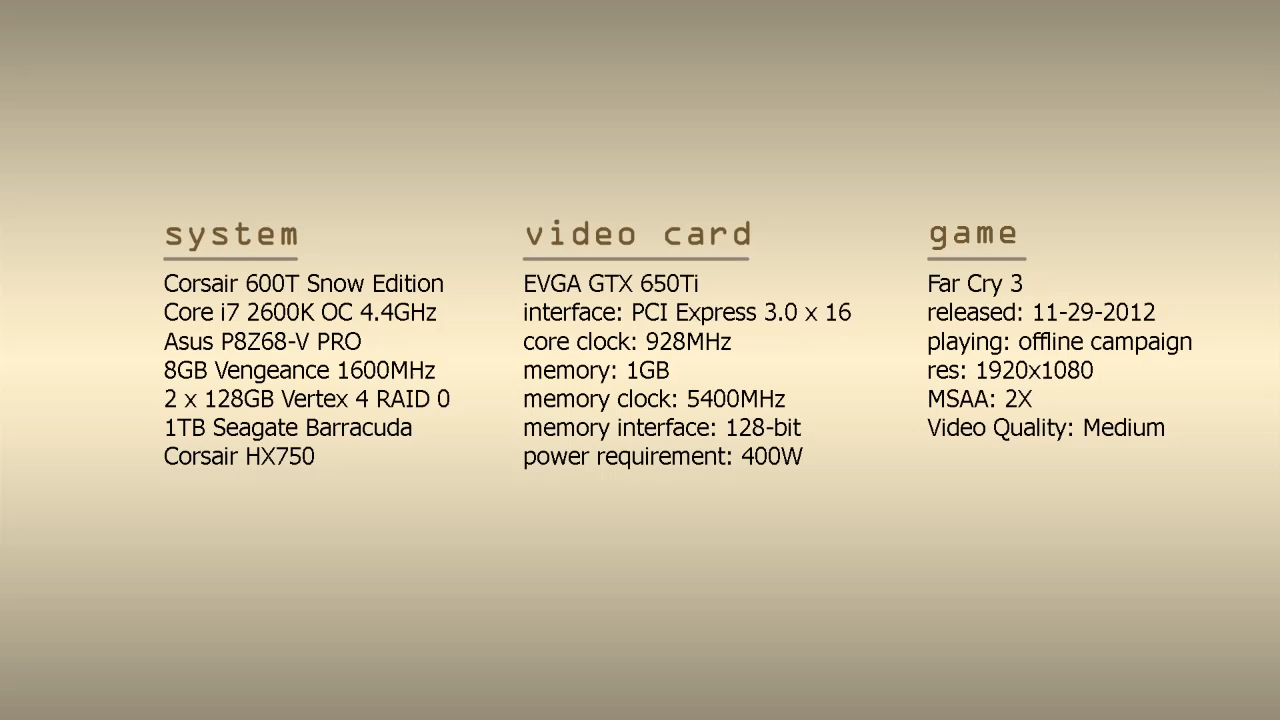 system
Corsair 600T Snow Edition
Core i7 2600K OC 4.4GHz
Asus P8Z68-V PRO
8GB Vengeance 1600MHz
2 x 128GB Vertex 4 RAID 0
1TB Seagate Barracuda
Corsair HX750
video card
EVGA GTX 650Ti
interface: PCI Express 3.0 x 16
core clock: 928MHz
memory: 1GB
memory clock: 5400MHz
memory interface: 128-bit
power requirement: 400W
game
Far Cry 3
released: 11-29-2012
playing: offline campaign
res: 1920x1080
MSAA: 2X
Video Quality: Medium